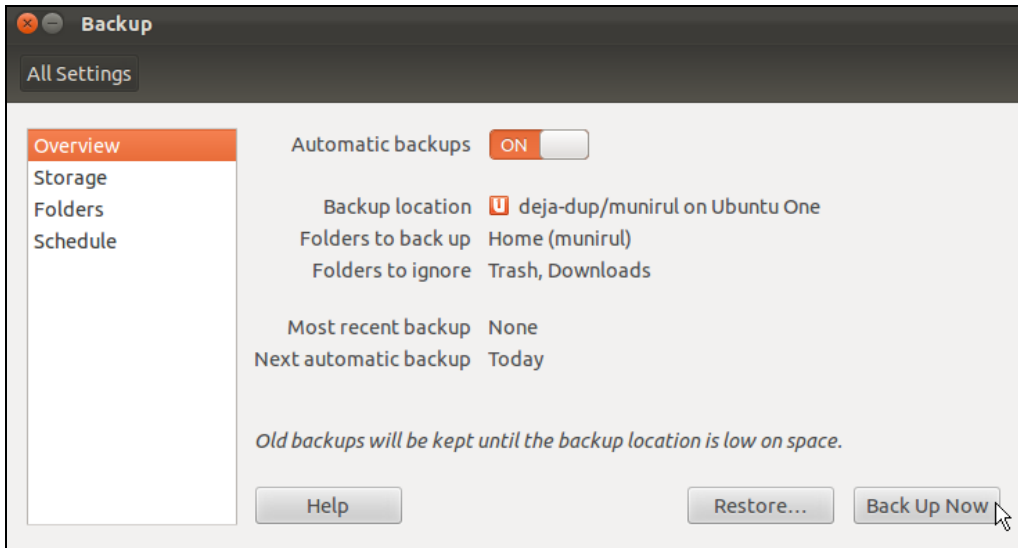 Backup
All Settings
Overview
Storage
Folders
Schedule
Automatic backups ON
Backup location deja-dup/munirul on Ubuntu One
Folders to back up Home (munirul)
Folders to ignore Trash, Downloads
Most recent backup None
Next automatic backup Today
Old backups will be kept until the backup location is low on space.
Help Restore... Back Up Now